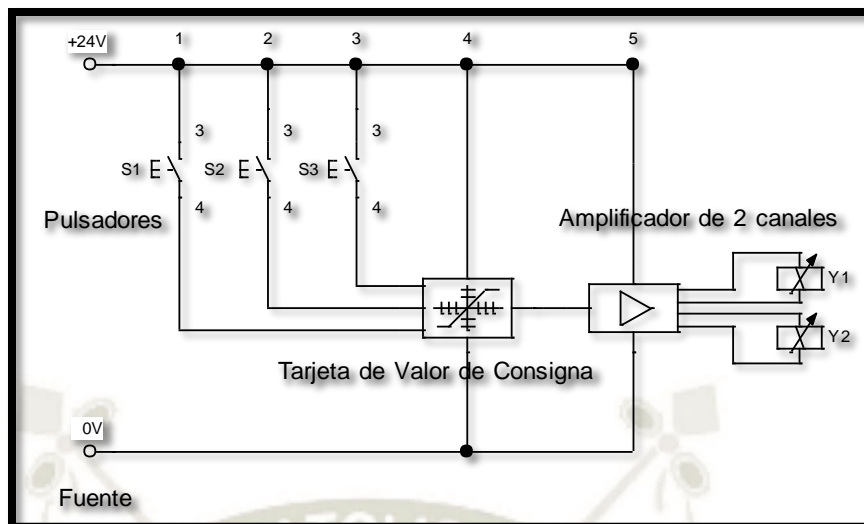 1 2 3 4 5
+24V
3 3 3
S1 S2 S3
4 4 4
Pulsadores
Amplificador de 2 canales
Y1
Y2
Tarjeta de Valor de Consigna
0V
Fuente